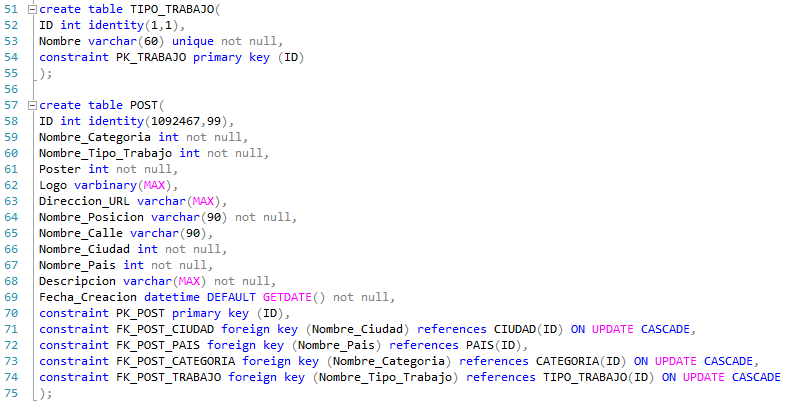 51 create table TIPO_TRABAJO(
52 ID int identity(1,1),
53 Nombre varchar(60) unique not null,
54 constraint PK_TRABAJO primary key (ID)
55 );
56
57 create table POST(
58 ID int identity(1092467,99),
59 Nombre_Categoria int not null,
60 Nombre_Tipo_Trabajo int not null,
61 Poster int not null,
62 Logo varbinary(MAX),
63 Direccion_URL varchar(MAX),
64 Nombre_Posicion varchar(90) not null,
65 Nombre_Calle varchar(90),
66 Nombre_Ciudad int not null,
67 Nombre_Pais int not null,
68 Descripcion varchar(MAX) not null,
69 Fecha_Creacion datetime DEFAULT GETDATE() not null,
70 constraint PK_POST primary key (ID),
71 constraint FK_POST_CIUDAD foreign key (Nombre_Ciudad) references CIUDAD(ID) ON UPDATE CASCADE,
72 constraint FK_POST_PAIS foreign key (Nombre_Pais) references PAIS(ID),
73 constraint FK_POST_CATEGORIA foreign key (Nombre_Categoria) references CATEGORIA(ID) ON UPDATE CASCADE,
74 constraint FK_POST_TRABAJO foreign key (Nombre_Tipo_Trabajo) references TIPO_TRABAJO(ID) ON UPDATE CASCADE
75 );